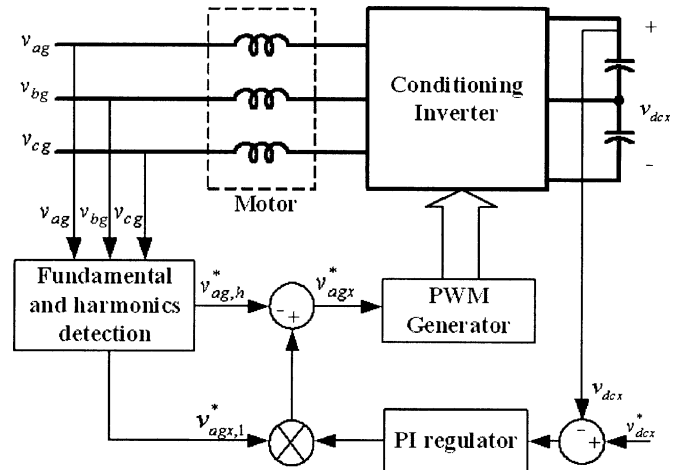 v_ag
v_bg
v_cg
Motor
Conditioning
Inverter
+
v_dcx
-
v_ag v_bg v_cg
Fundamental
and harmonics
detection
v*_ag,h
-
+
v*_agx
PWM
Generator
v*_agx,1
PI regulator
v_dcx
-
+
v*_dcx